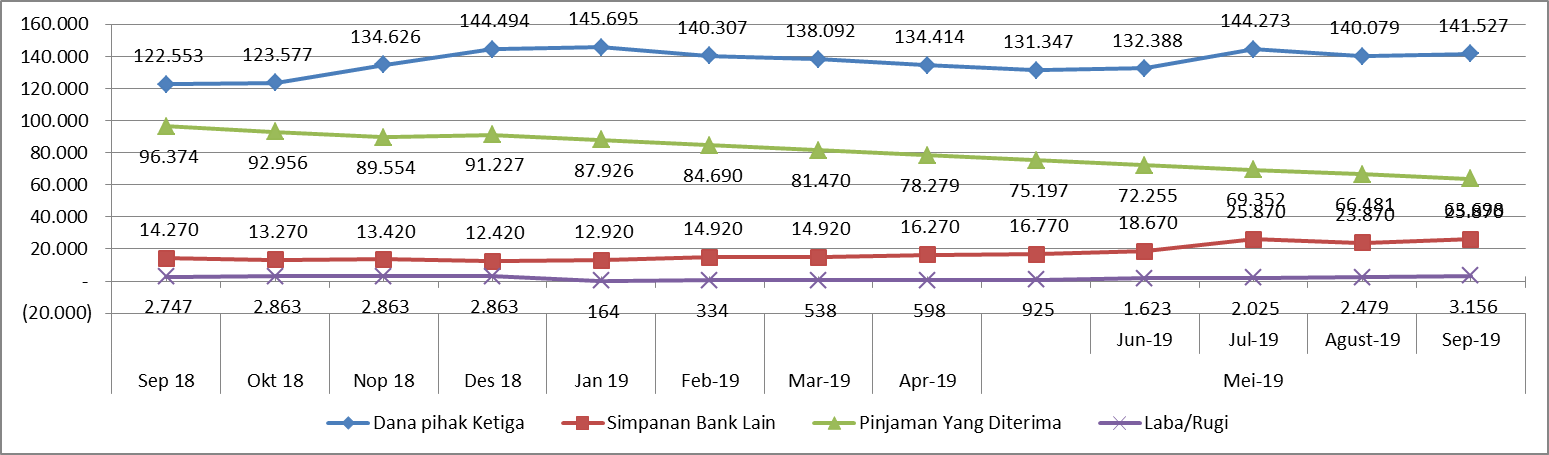 160.000
140.000
120.000
100.000
80.000
60.000
40.000
20.000
-
(20.000)
122.553 123.577 134.626 144.494 145.695 140.307 138.092 134.414 131.347 132.388 144.273 140.079 141.527
96.374 92.956 89.554 91.227 87.926 84.690 81.470 78.279 75.197 72.255 69.352 66.481
14.270 13.270 13.420 12.420 12.920 14.920 14.920 16.270 16.770 18.670 25.870 23.870
2.747 2.863 2.863 2.863 164 334 538 598 925 1.623 2.025 2.479 3.156
Jun-19 Jul-19 Agust-19 Sep-19
Sep 18 Okt 18 Nop 18 Des 18 Jan 19 Feb-19 Mar-19 Apr-19 Mei-19
Dana pihak Ketiga Simpanan Bank Lain Pinjaman Yang Diterima Laba/Rugi